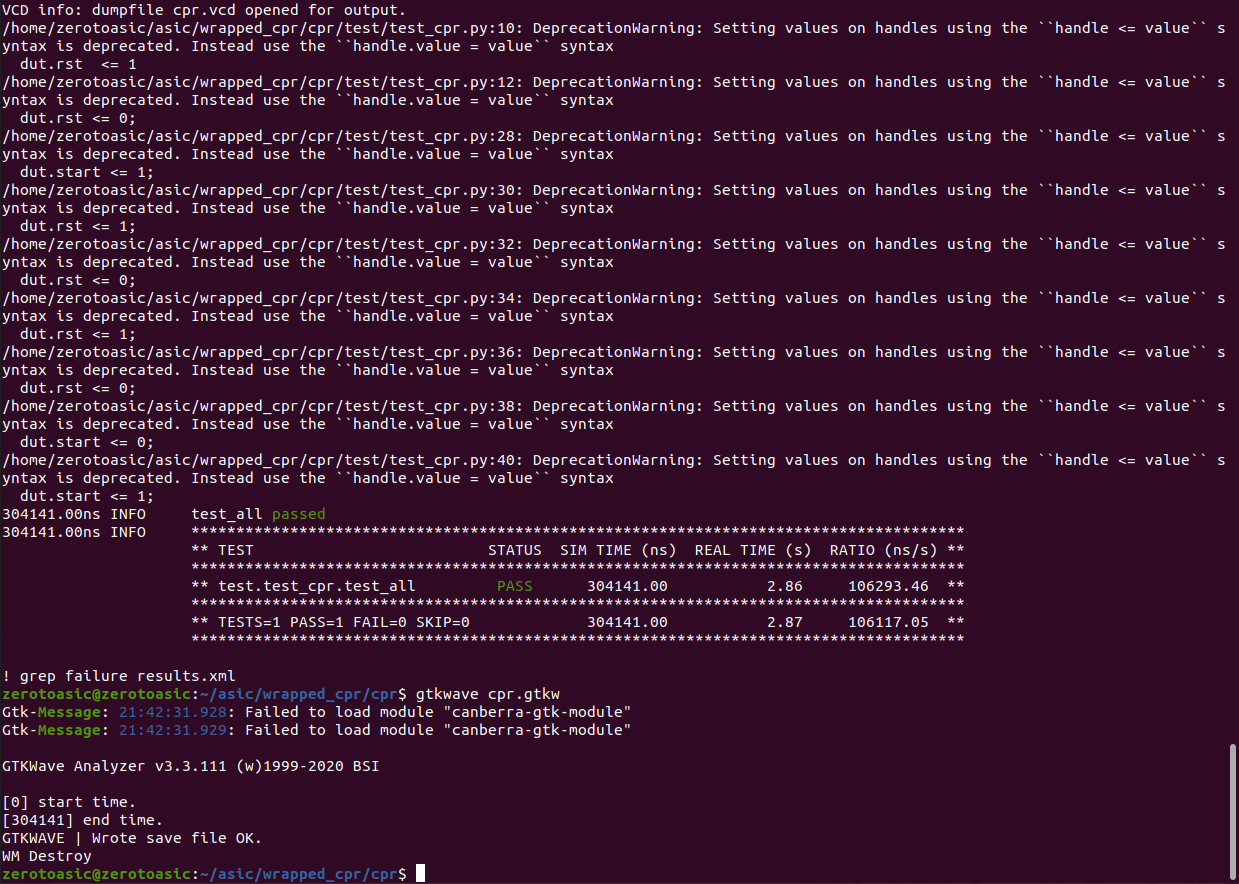 VCD info: dumpfile cpr.vcd opened for output.
/home/zerotoasic/asic/wrapped_cpr/cpr/test/test_cpr.py:10: DeprecationWarning: Setting values on handles using the ``handle <= value`` s
yntax is deprecated. Instead use the ``handle.value = value`` syntax
  dut.rst  <= 1
/home/zerotoasic/asic/wrapped_cpr/cpr/test/test_cpr.py:12: DeprecationWarning: Setting values on handles using the ``handle <= value`` s
yntax is deprecated. Instead use the ``handle.value = value`` syntax
  dut.rst <= 0;
/home/zerotoasic/asic/wrapped_cpr/cpr/test/test_cpr.py:28: DeprecationWarning: Setting values on handles using the ``handle <= value`` s
yntax is deprecated. Instead use the ``handle.value = value`` syntax
  dut.start <= 1;
/home/zerotoasic/asic/wrapped_cpr/cpr/test/test_cpr.py:30: DeprecationWarning: Setting values on handles using the ``handle <= value`` s
yntax is deprecated. Instead use the ``handle.value = value`` syntax
  dut.rst <= 1;
/home/zerotoasic/asic/wrapped_cpr/cpr/test/test_cpr.py:32: DeprecationWarning: Setting values on handles using the ``handle <= value`` s
yntax is deprecated. Instead use the ``handle.value = value`` syntax
  dut.rst <= 0;
/home/zerotoasic/asic/wrapped_cpr/cpr/test/test_cpr.py:34: DeprecationWarning: Setting values on handles using the ``handle <= value`` s
yntax is deprecated. Instead use the ``handle.value = value`` syntax
  dut.rst <= 1;
/home/zerotoasic/asic/wrapped_cpr/cpr/test/test_cpr.py:36: DeprecationWarning: Setting values on handles using the ``handle <= value`` s
yntax is deprecated. Instead use the ``handle.value = value`` syntax
  dut.rst <= 0;
/home/zerotoasic/asic/wrapped_cpr/cpr/test/test_cpr.py:38: DeprecationWarning: Setting values on handles using the ``handle <= value`` s
yntax is deprecated. Instead use the ``handle.value = value`` syntax
  dut.start <= 0;
/home/zerotoasic/asic/wrapped_cpr/cpr/test/test_cpr.py:40: DeprecationWarning: Setting values on handles using the ``handle <= value`` s
yntax is deprecated. Instead use the ``handle.value = value`` syntax
  dut.start <= 1;
304141.00ns INFO     test_all passed
304141.00ns INFO     **************************************************************************************
                     ** TEST                          STATUS  SIM TIME (ns)  REAL TIME (s)  RATIO (ns/s) **
                     **************************************************************************************
                     ** test.test_cpr.test_all         PASS      304141.00           2.86     106293.46  **
                     **************************************************************************************
                     ** TESTS=1 PASS=1 FAIL=0 SKIP=0             304141.00           2.87     106117.05  **
                     **************************************************************************************
! grep failure results.xml
zerotoasic@zerotoasic:~/asic/wrapped_cpr/cpr$ gtkwave cpr.gtkw
Gtk-Message: 21:42:31.928: Failed to load module "canberra-gtk-module"
Gtk-Message: 21:42:31.929: Failed to load module "canberra-gtk-module"
GTKWave Analyzer v3.3.111 (w)1999-2020 BSI
[0] start time.
[304141] end time.
GTKWAVE | Wrote save file OK.
WM Destroy
zerotoasic@zerotoasic:~/asic/wrapped_cpr/cpr$